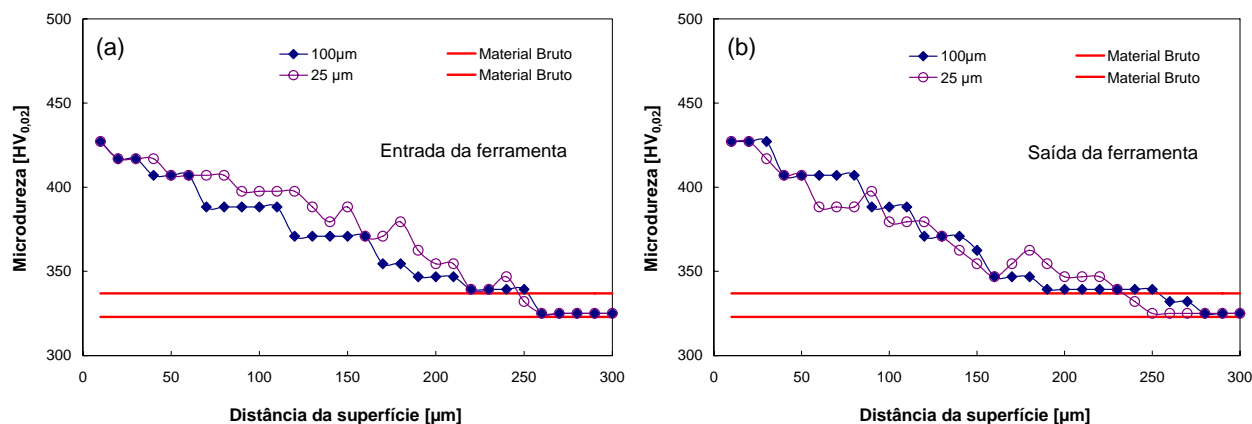 (a)
100µm
25 µm
Material Bruto
Material Bruto
Entrada da ferramenta
Microdureza [HV0,02]
500
450
400
350
300
0
50
100
150
200
250
300
Distância da superfície [µm]
(b)
100µm
25 µm
Material Bruto
Material Bruto
Saída da ferramenta
Microdureza [HV0,02]
500
450
400
350
300
0
50
100
150
200
250
300
Distância da superfície [µm]